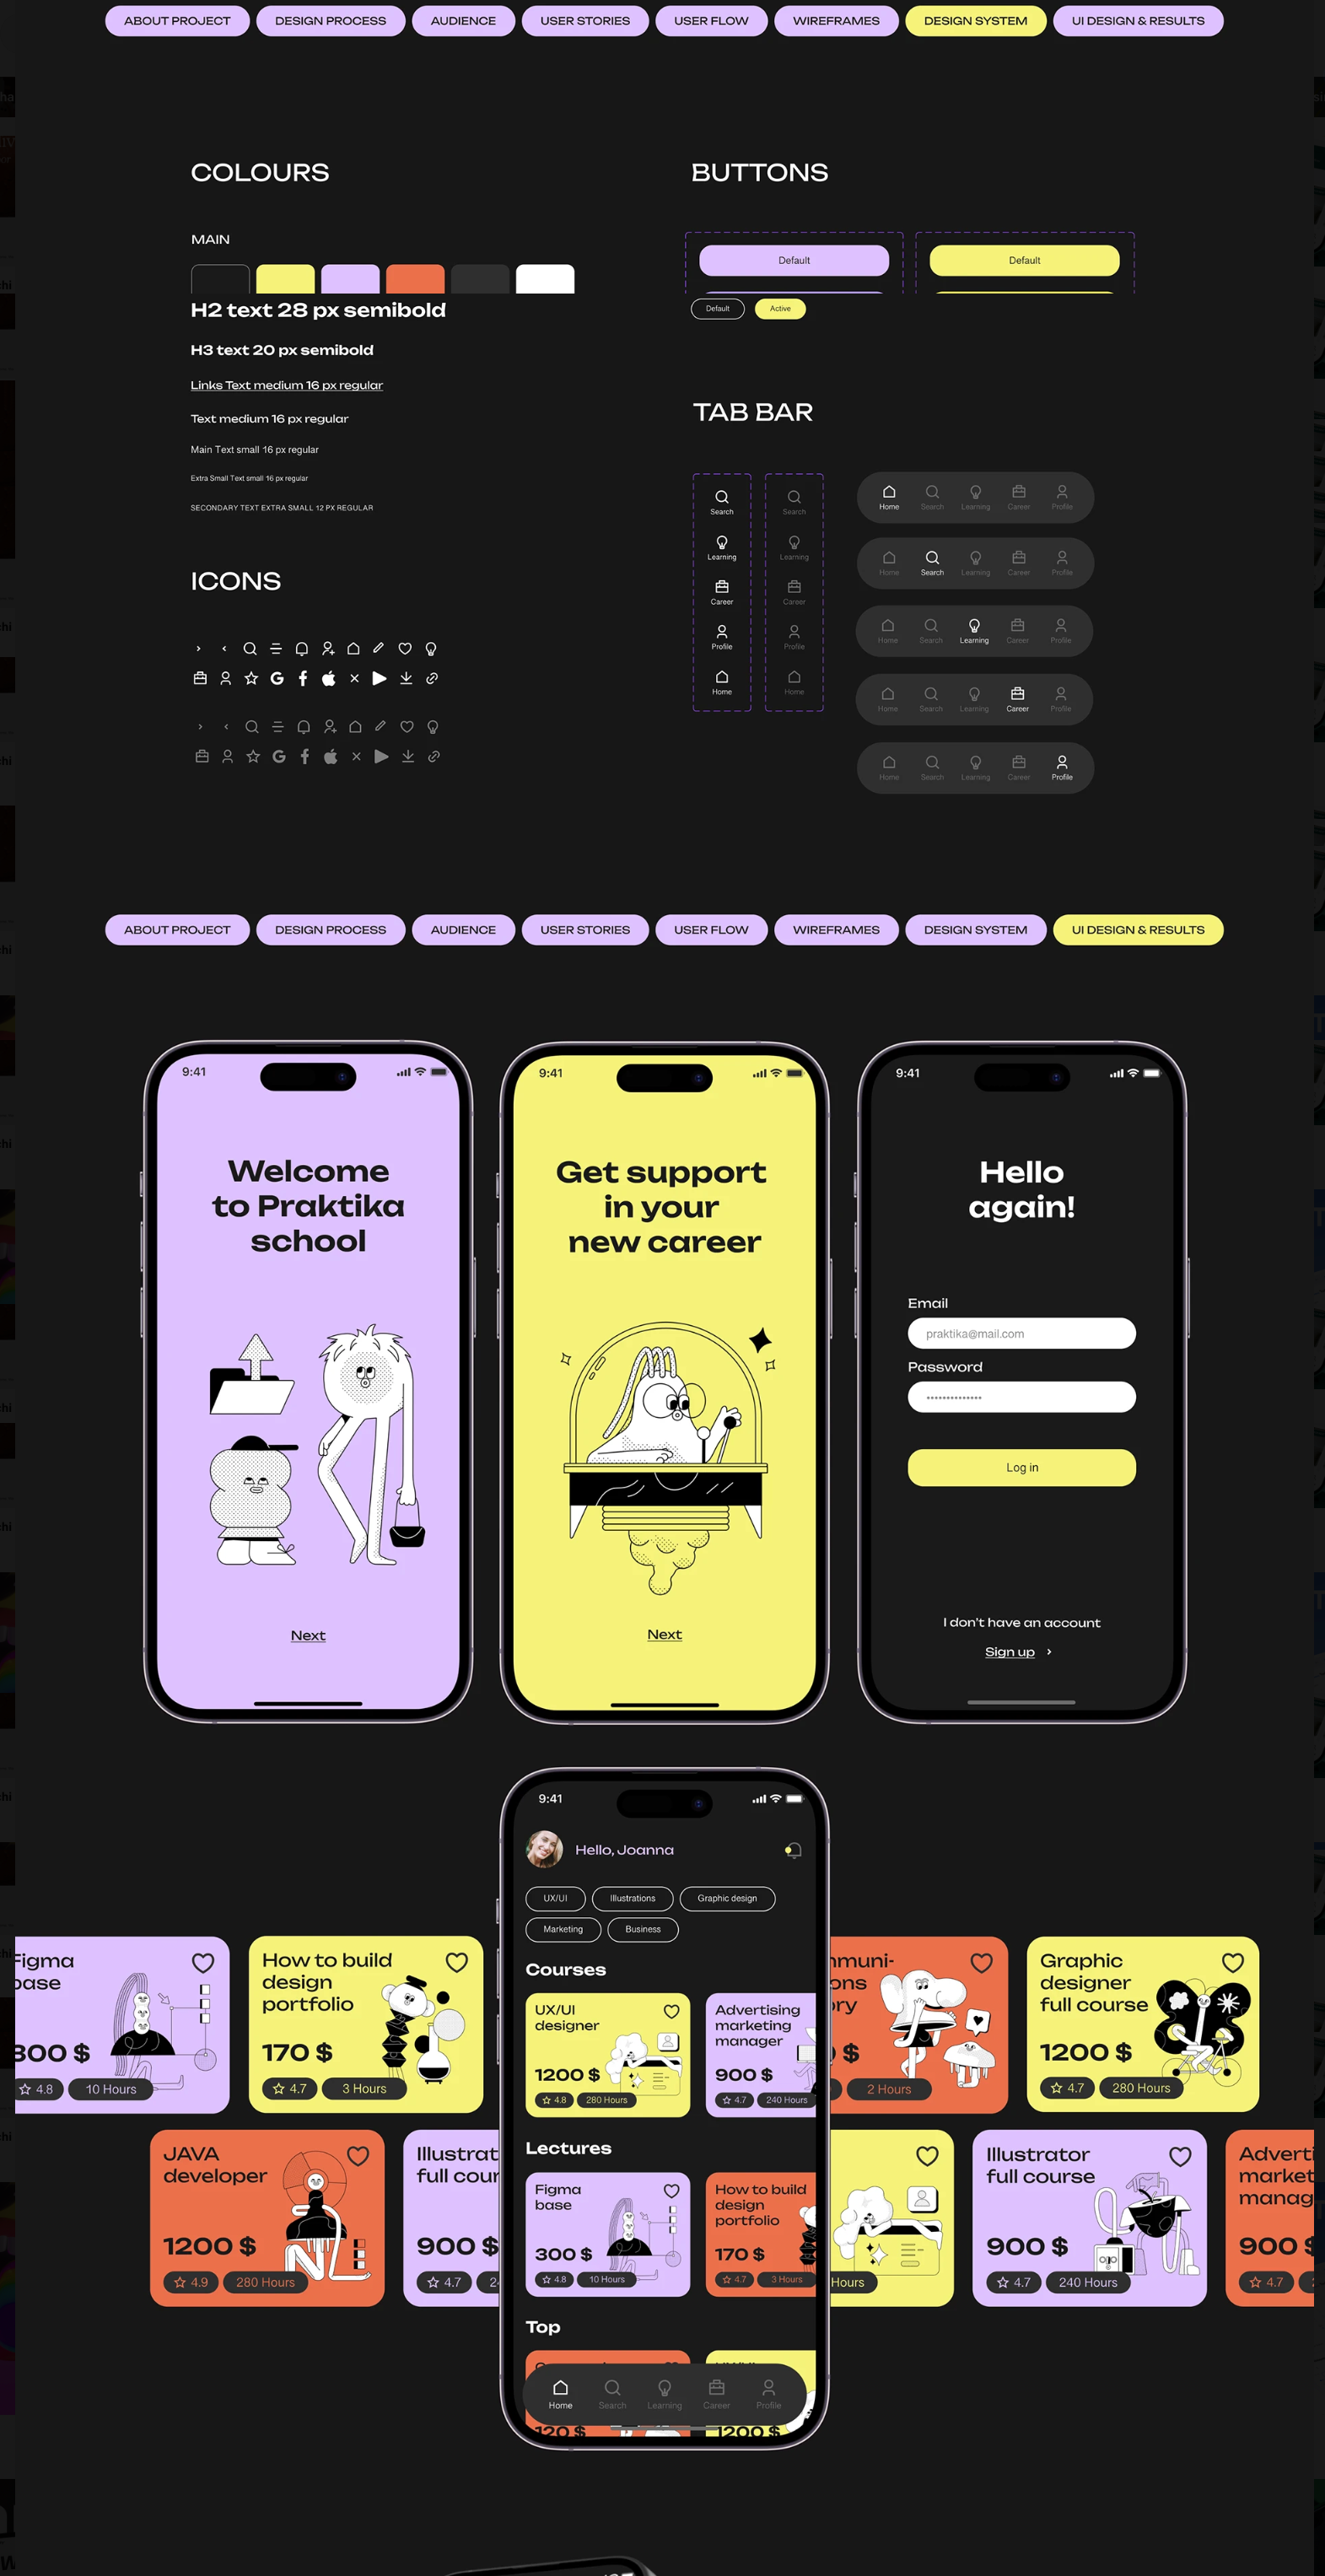 ABOUT PROJECT
DESIGN PROCESS
AUDIENCE
USER STORIES
USER FLOW
WIREFRAMES
DESIGN SYSTEM
UI DESIGN & RESULTS
COLOURS
MAIN
H2 text 28 px semibold
H3 text 20 px semibold
Links Text medium 16 px regular
Text medium 16 px regular
Main Text small 16 px regular
Extra Small Text small 16 px regular
SECONDARY TEXT EXTRA SMALL 12 PX REGULAR
ICONS
BUTTONS
Default
Default
Default
Active
TAB BAR
Search
Learning
Career
Profile
Home
Search
Learning
Career
Profile
Home
Home Search Learning Career Profile
Home Search Learning Career Profile
Home Search Learning Career Profile
Home Search Learning Career Profile
Home Search Learning Career Profile
ABOUT PROJECT
DESIGN PROCESS
AUDIENCE
USER STORIES
USER FLOW
WIREFRAMES
DESIGN SYSTEM
UI DESIGN & RESULTS
9:41
Welcome
to Praktika
school
Next
9:41
Get support
in your
new career
Next
9:41
Hello
again!
Email
praktika@mail.com
Password
Log in
I don't have an account
Sign up
9:41
Hello, Joanna
UX/UI
Illustrations
Graphic design
Marketing
Business
Courses
UX/UI
designer
1200 $
4.8
280 Hours
Advertising
marketing
manager
900 $
4.7
240 Hours
Lectures
Figma
base
300 $
4.8
10 Hours
How to build
design
portfolio
170 $
4.7
3 Hours
Top
120 $
1200 $
Home Search Learning Career Profile
Figma
base
300 $
4.8
10 Hours
How to build
design
portfolio
170 $
4.7
3 Hours
mmuni-
ons
ory
$
2 Hours
Graphic
designer
full course
1200 $
4.7
280 Hours
JAVA
developer
1200 $
4.9
280 Hours
Illustrat
full cour
900 $
4.7
Hours
Illustrator
full course
900 $
4.7
240 Hours
Adverti
market
manag
900 $
4.7